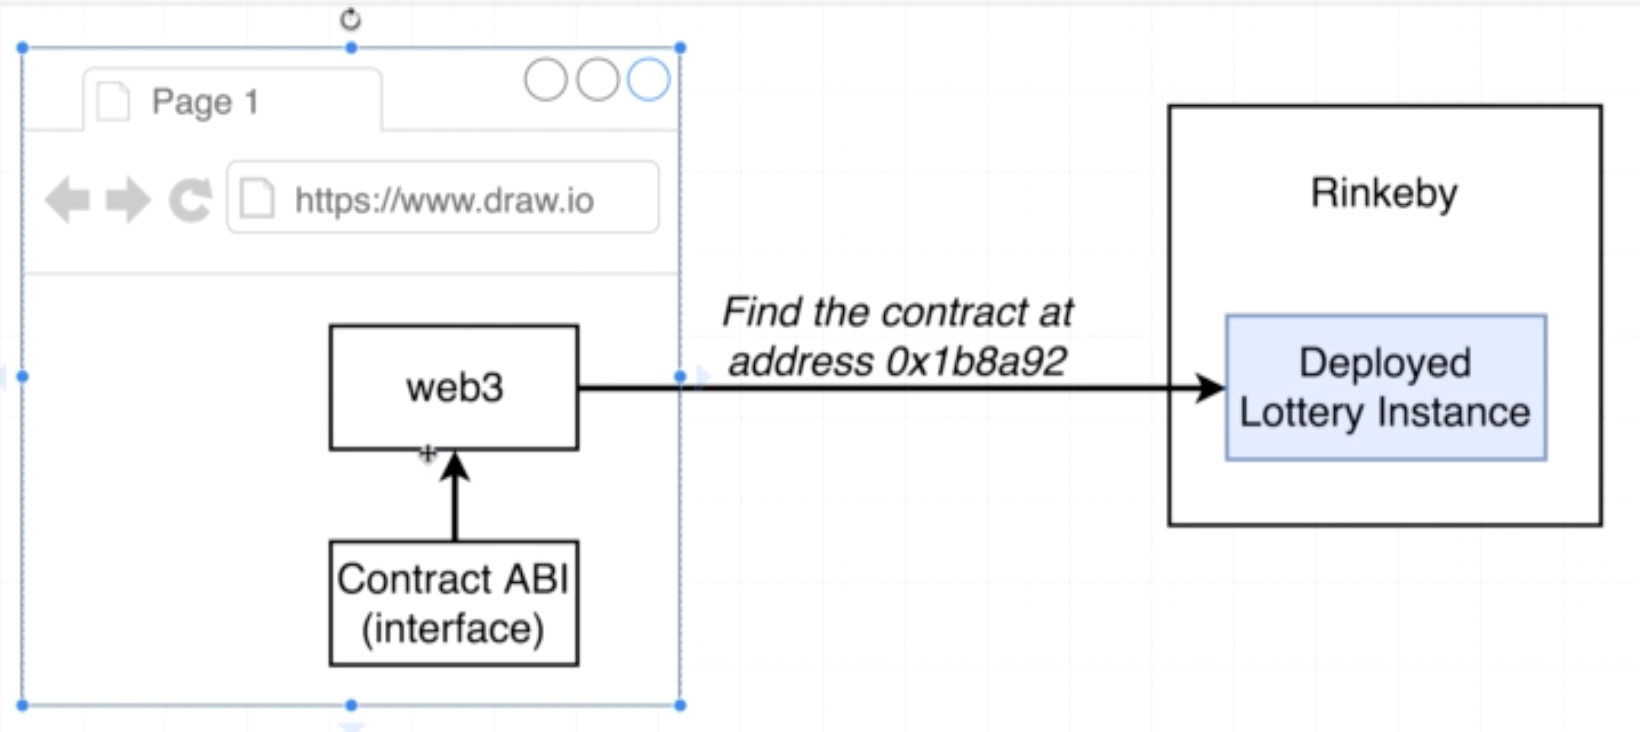 Page 1
https://www.draw.io
web3
Contract ABI
(interface)
Find the contract at
address 0x1b8a92
Rinkeby
Deployed
Lottery Instance